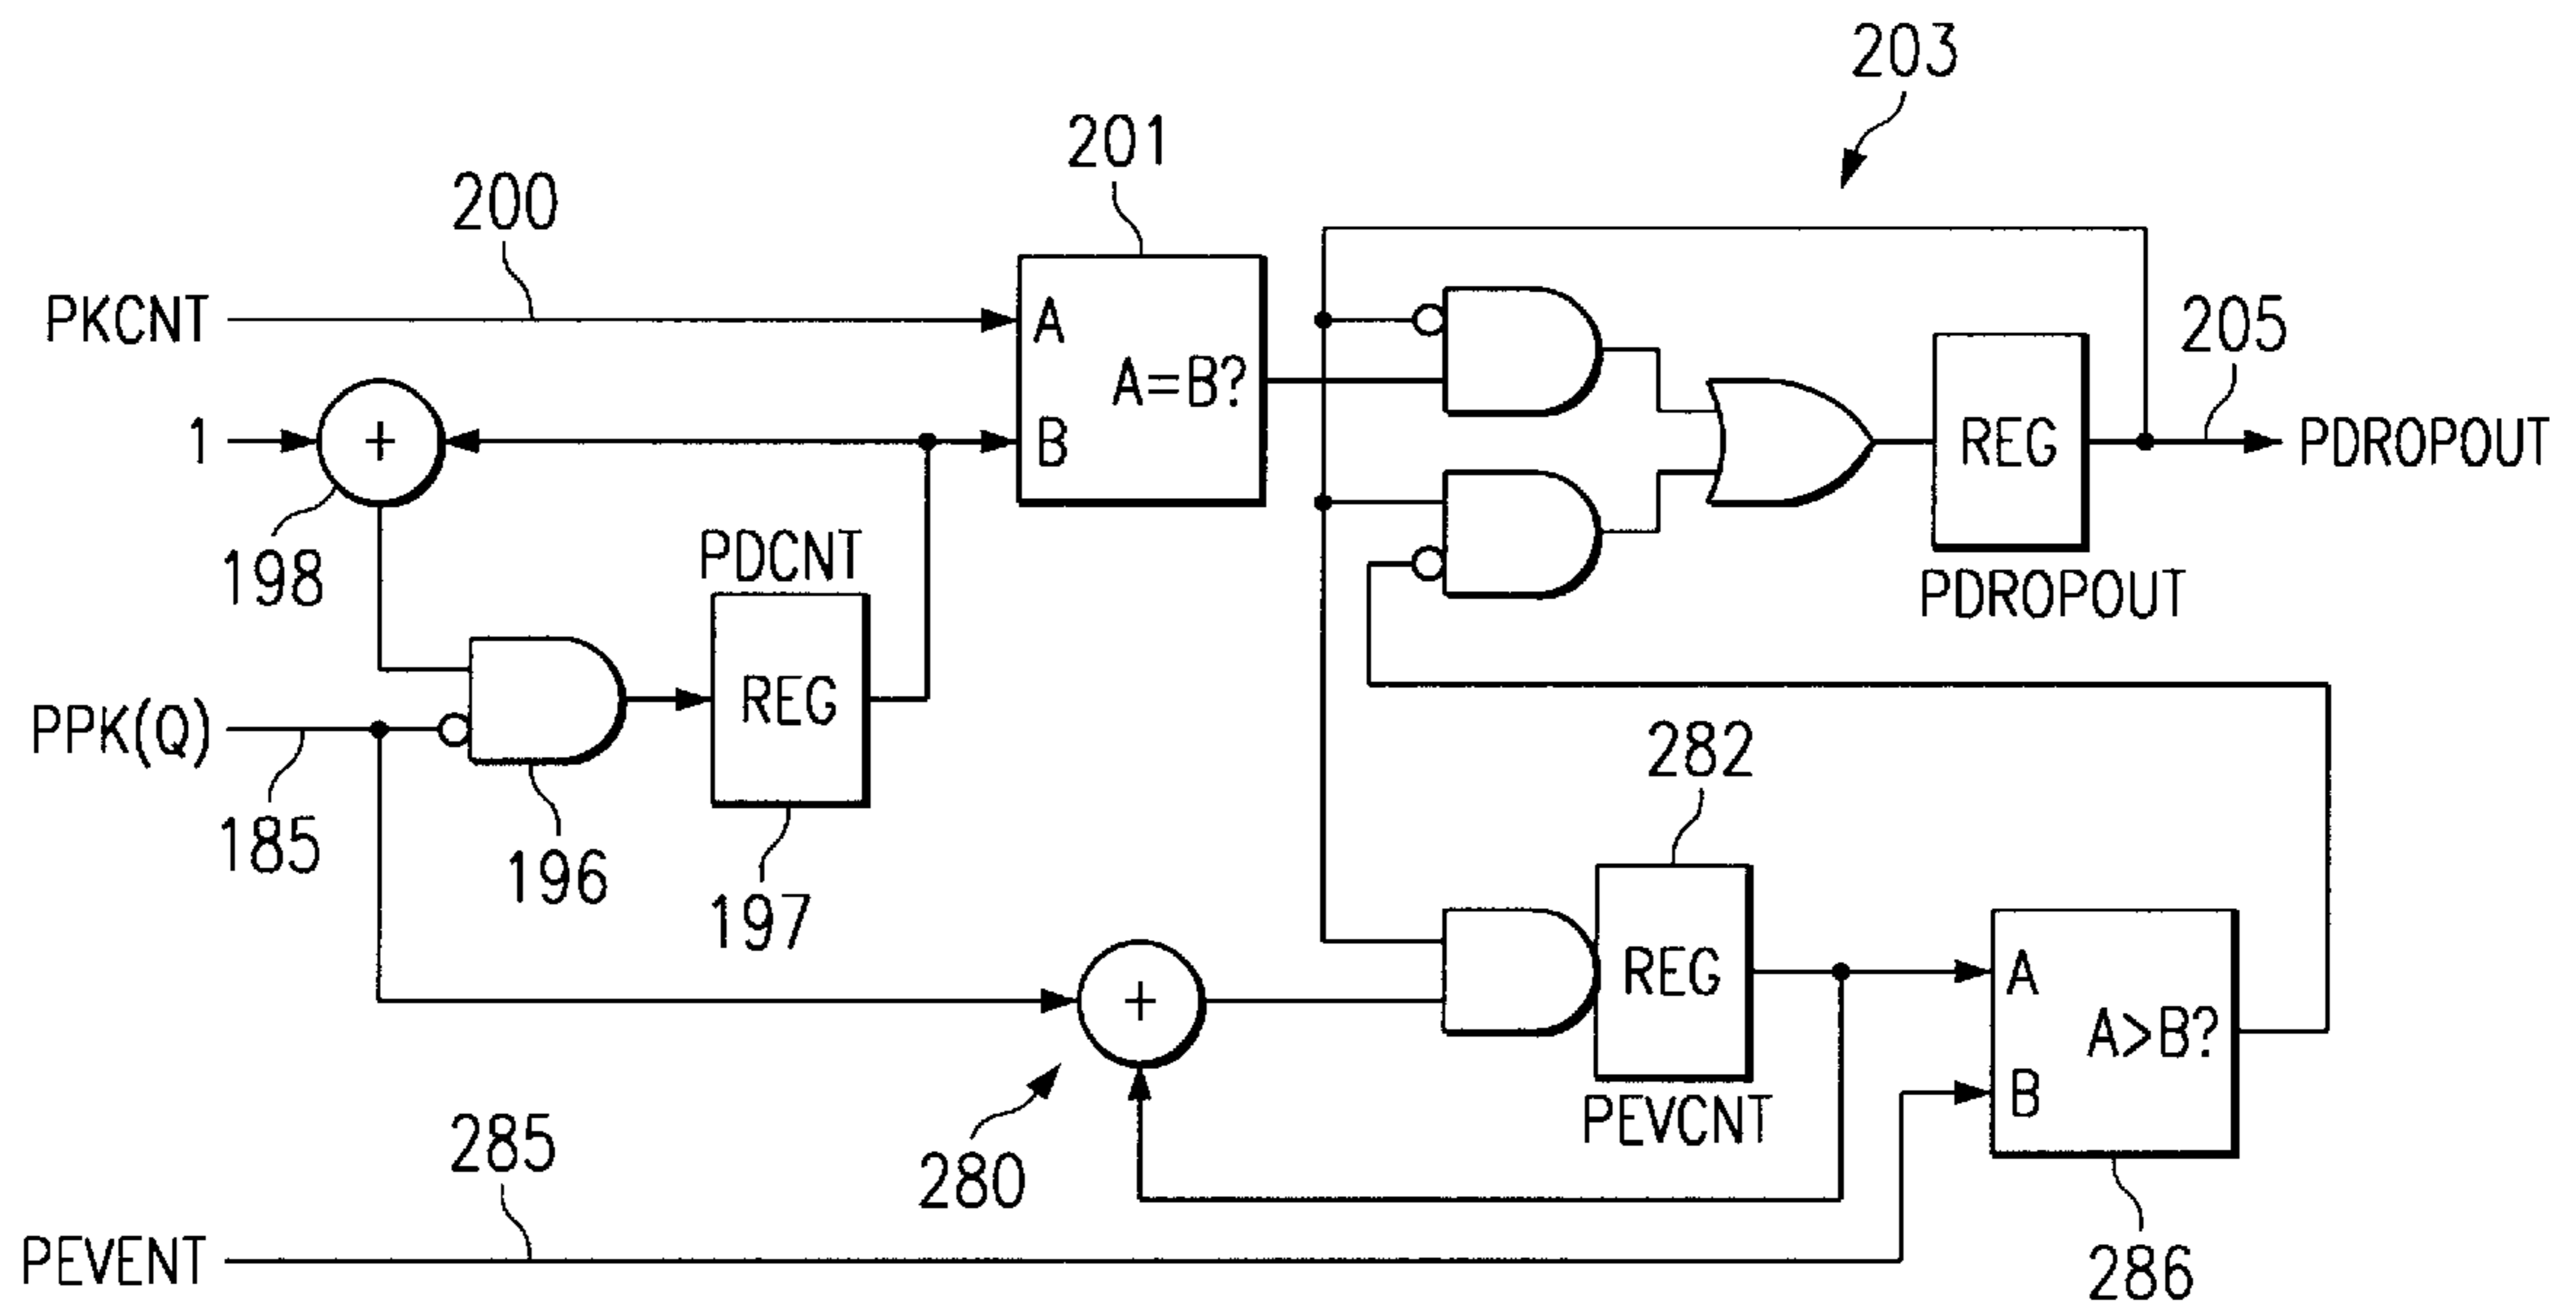 203
201
200
PKCNT
A
A=B?
B
205
REG
PDROPOUT
PDROPOUT
1
+
198
PDCNT
REG
PPK(Q)
185
196
197
282
REG
PEVCNT
+
280
A
A>B?
B
285
PEVENT
286